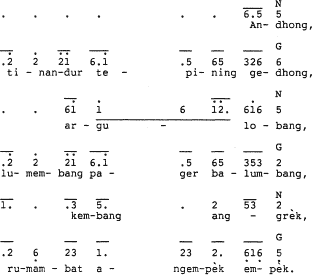 N
. . . . . . 6.5 5
An- dhong,
G
.2 2 21 6.1 .5 65 326 6
ti - nan-dur te - pi- ning ge- dhong,
N
. . 61 1 6 12. 616 5
ar - gu - lo - bang,
G
.2 2 21 6.1 .5 65 353 2
lu- mem- bang pa - ger ba - lum- bang,
N
1. . .3 5. . 2 53 2
kem-bang ang - grèk,
G
.2 6 23 1. 23 2. 616 5
ru-mam - bat a - ngem-pèk em- pek.